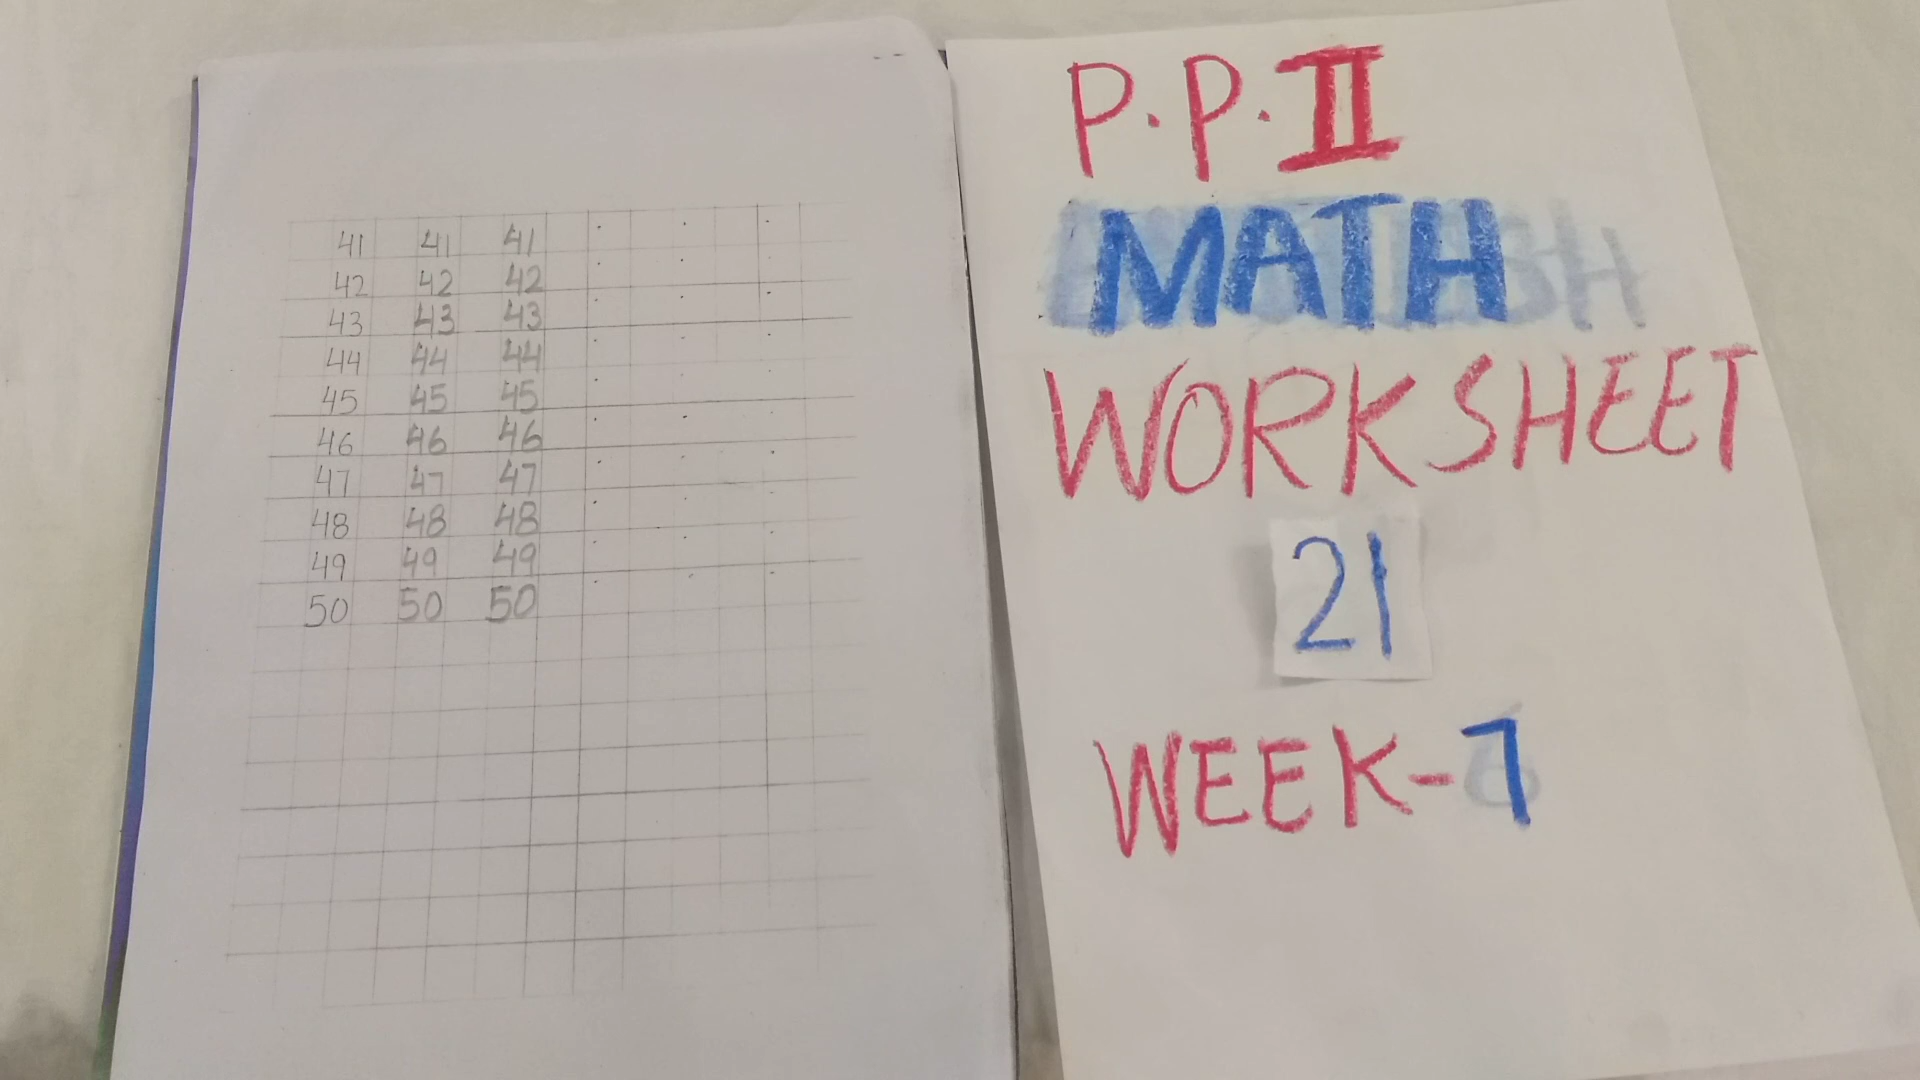 41 41 41
42 42 42
43 43 43
44 44 44
45 45 45
46 46 46
47 47 47
48 48 48
49 49 49
50 50 50
P.P.II
MATH
WORKSHEET
21
WEEK-7